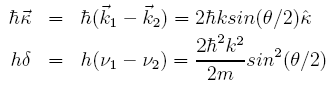 ℏκ⃗ = ℏ(k⃗₁ − k⃗₂) = 2ℏksin(θ/2)κ̂
hδ = h(ν₁ − ν₂) = 2ℏ²k²/2m sin²(θ/2)